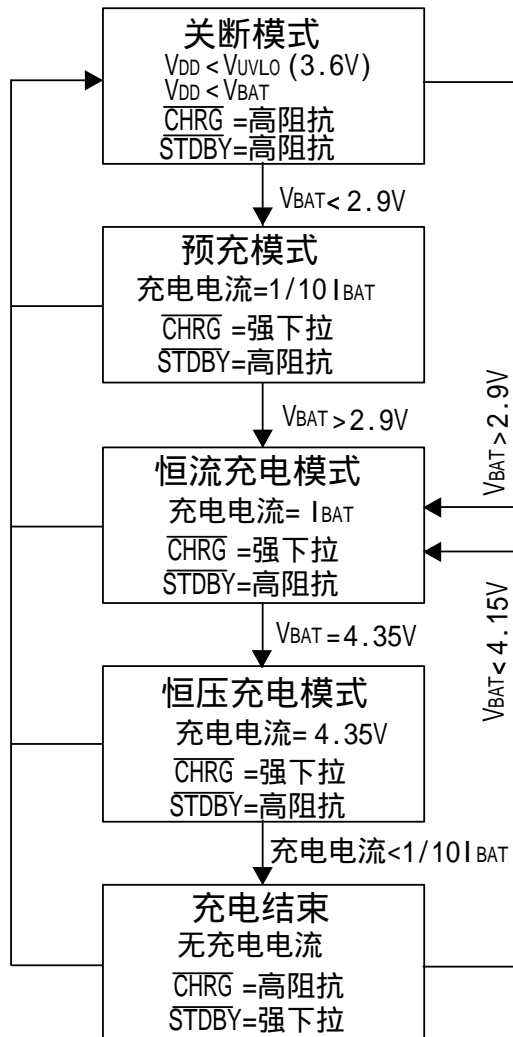 关断模式
VDD < VUVLO (3.6V)
VDD < VBAT
CHRG =高阻抗
STDBY=高阻抗
VBAT< 2.9V
预充模式
充电电流=1/10 IBAT
CHRG =强下拉
STDBY=高阻抗
VBAT>2.9V
VBAT>2.9V
恒流充电模式
充电电流= IBAT
CHRG =强下拉
STDBY=高阻抗
VBAT=4.35V
VBAT< 4.15V
恒压充电模式
充电电流= 4.35V
CHRG =强下拉
STDBY=高阻抗
充电电流<1/10IBAT
充电结束
无充电电流
CHRG =高阻抗
STDBY=强下拉